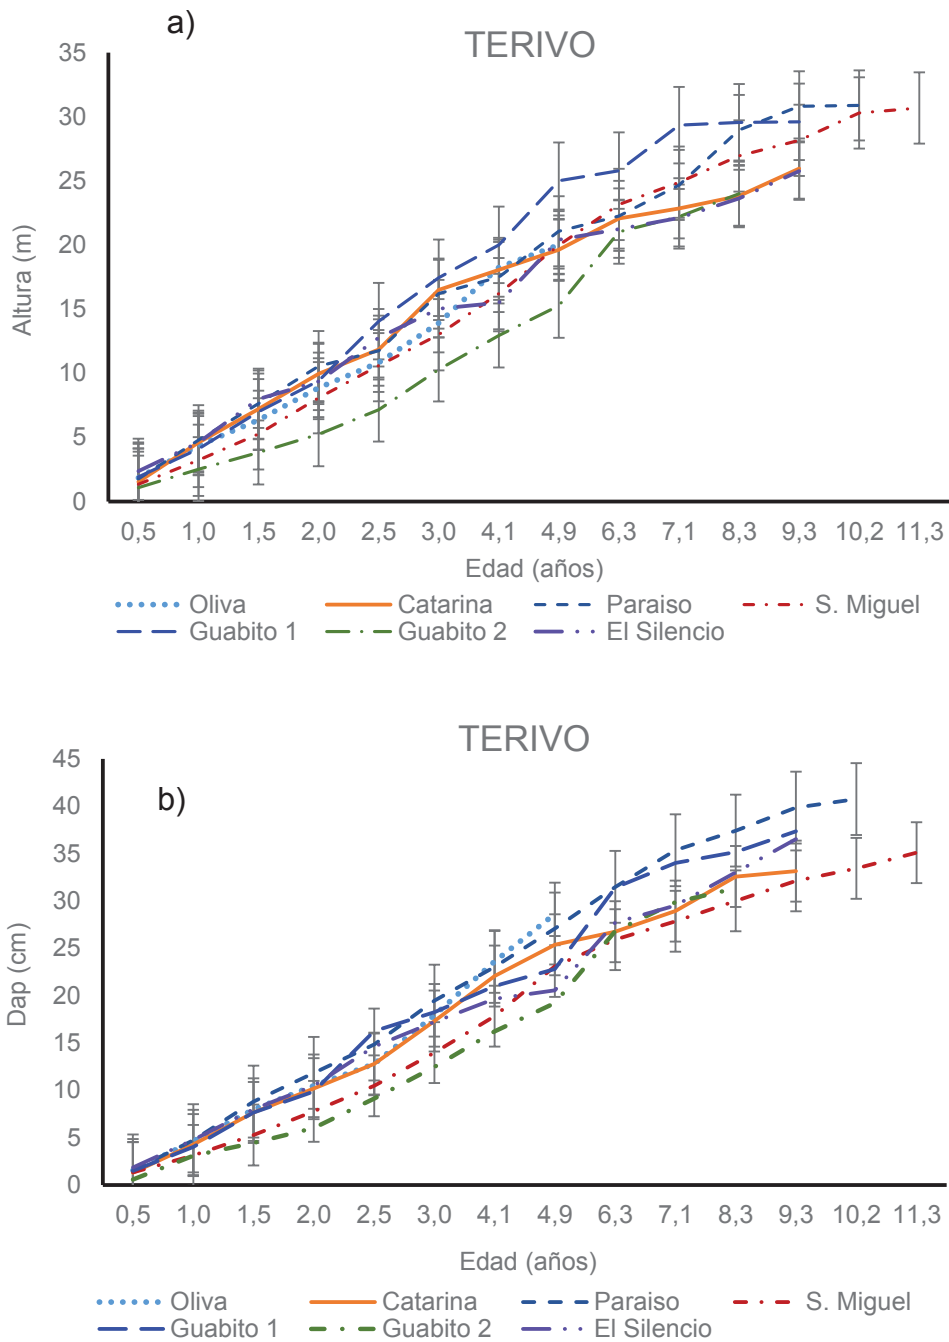 a)
TERIVO
35
30
25
20
15
10
5
0
Altura (m)
0,5 1,0 1,5 2,0 2,5 3,0 4,1 4,9 6,3 7,1 8,3 9,3 10,2 11,3
Edad (años)
Oliva Catarina Paraiso S. Miguel
Guabito 1 Guabito 2 El Silencio
TERIVO
b)
45
40
35
30
25
20
15
10
5
0
Dap (cm)
0,5 1,0 1,5 2,0 2,5 3,0 4,1 4,9 6,3 7,1 8,3 9,3 10,2 11,3
Edad (años)
Oliva Catarina Paraiso S. Miguel
Guabito 1 Guabito 2 El Silencio